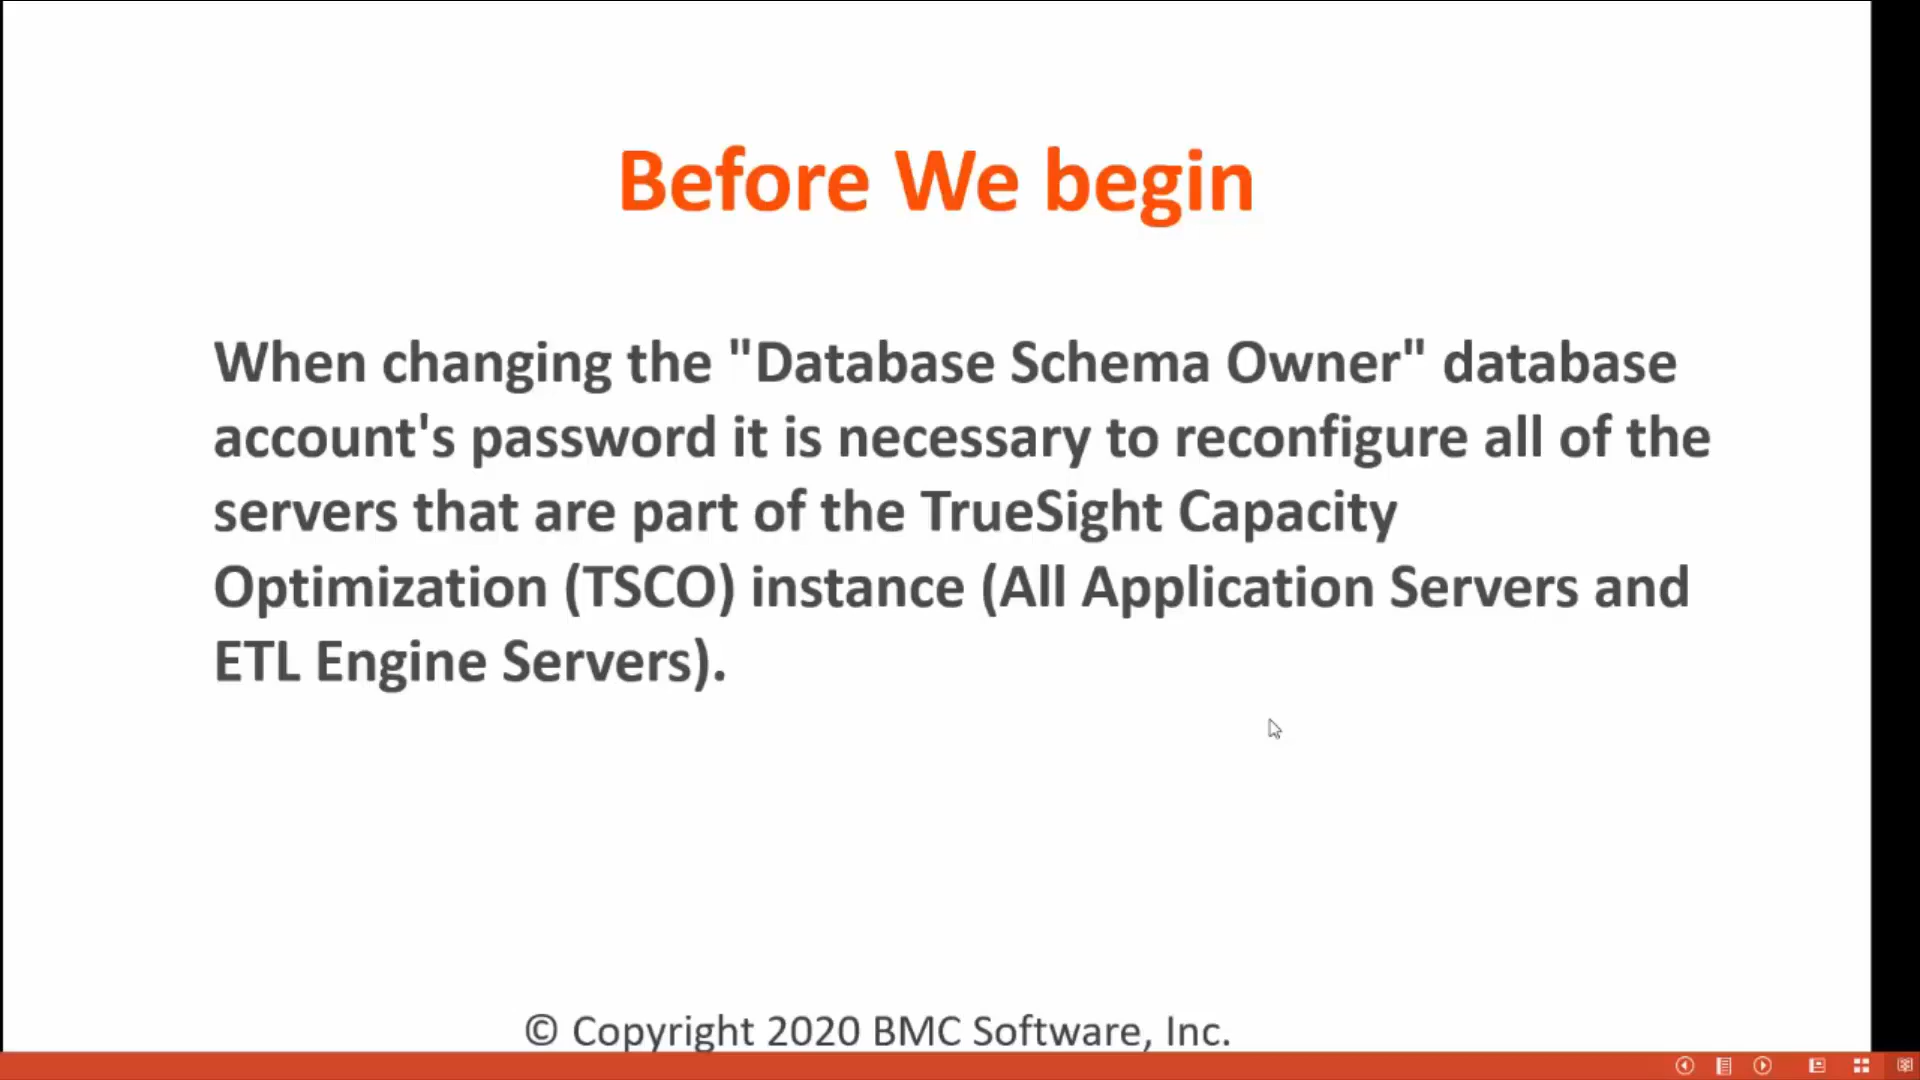 Before We begin
When changing the "Database Schema Owner" database
account's password it is necessary to reconfigure all of the
servers that are part of the TrueSight Capacity
Optimization (TSCO) instance (All Application Servers and
ETL Engine Servers).
© Copyright 2020 BMC Software, Inc.